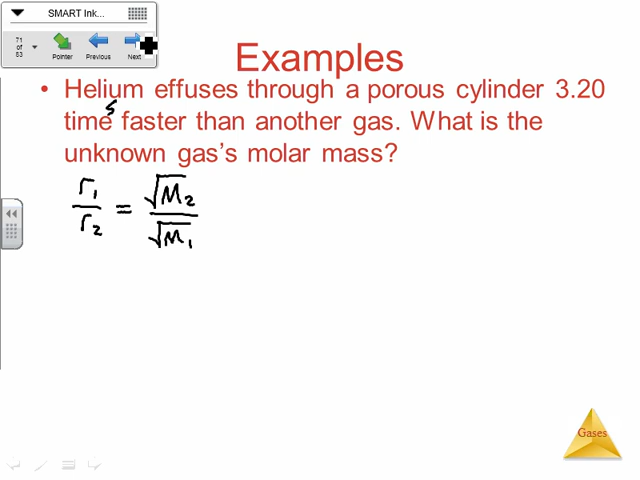 SMART Ink...
71
of
83
Pointer
Previous
Next
Examples
• Helium effuses through a porous cylinder 3.20
times faster than another gas. What is the
unknown gas's molar mass?
r₁/r₂ = √M₂/√M₁
Gases